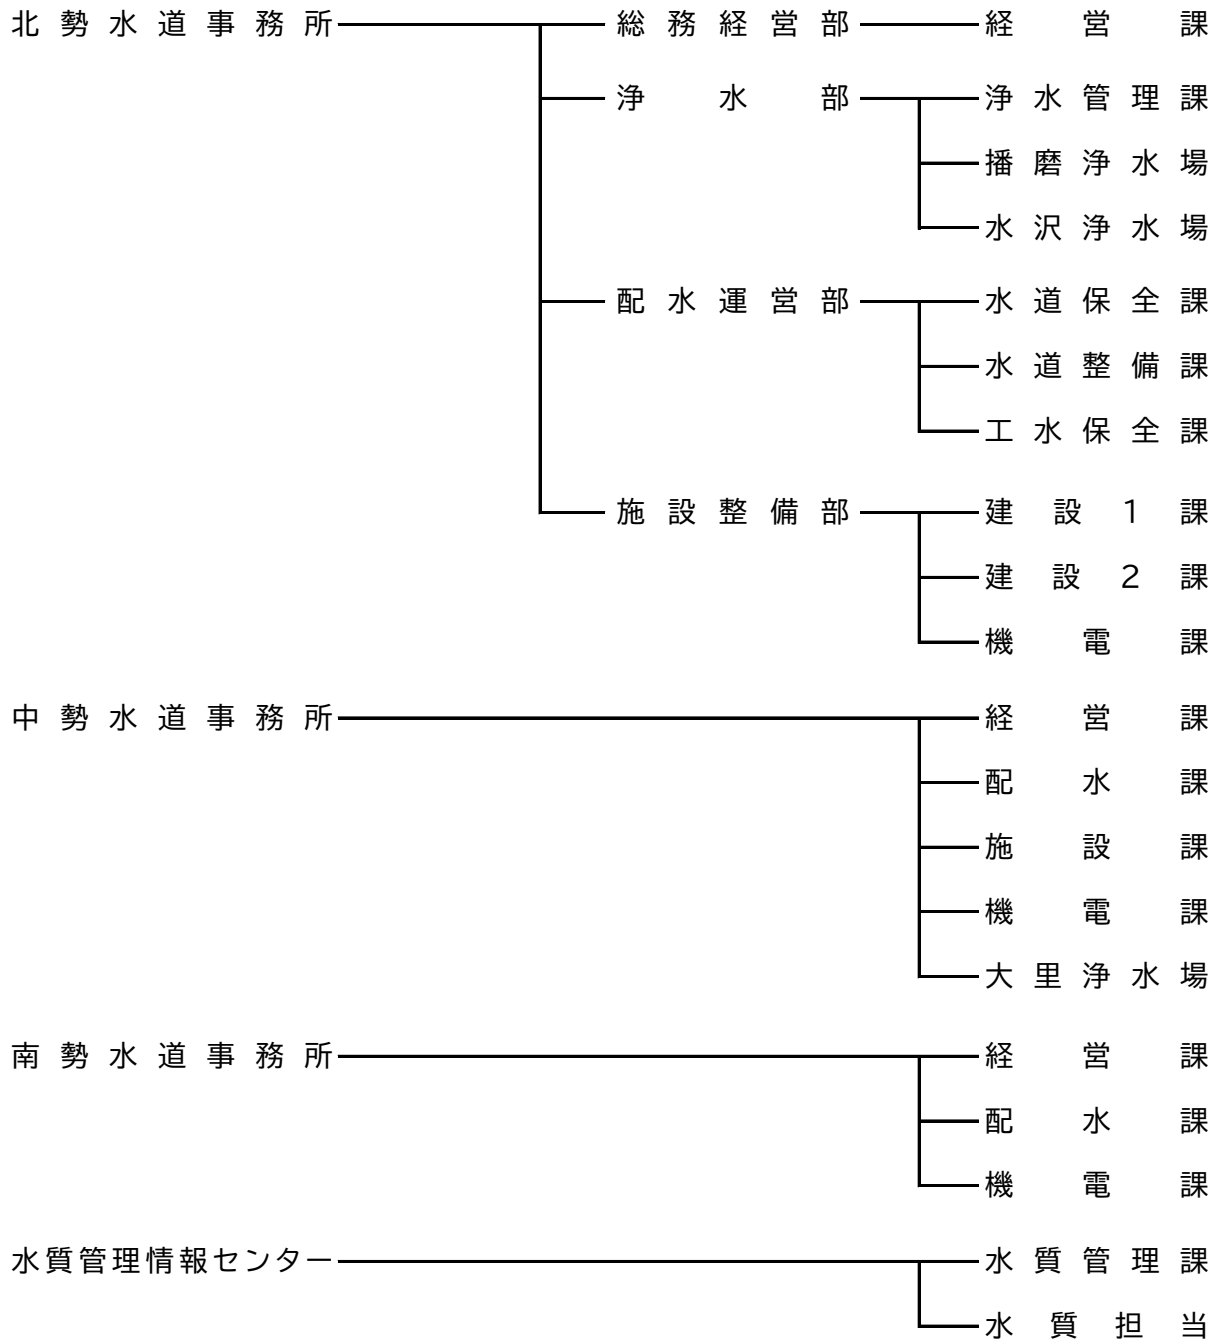 北勢水道事務所 総務経営部 経営課
浄水部 浄水管理課
播磨浄水場
水沢浄水場
配水運営部 水道保全課
水道整備課
工水保全課
施設整備部 建設1課
建設2課
機電課
中勢水道事務所 経営課
配水課
施設課
機電課
大里浄水場
南勢水道事務所 経営課
配水課
機電課
水質管理情報センター 水質管理課
水質担当